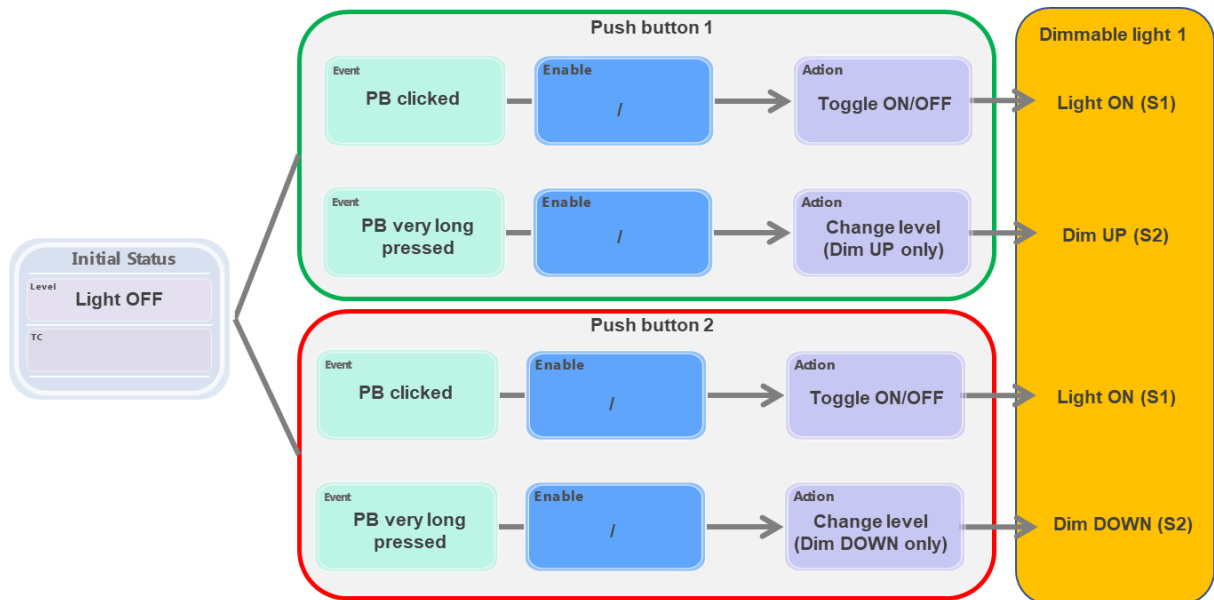 Initial Status
Level
Light OFF
TC
Push button 1
Event
PB clicked
Enable
/
Action
Toggle ON/OFF
Event
PB very long
pressed
Enable
/
Action
Change level
(Dim UP only)
Push button 2
Event
PB clicked
Enable
/
Action
Toggle ON/OFF
Event
PB very long
pressed
Enable
/
Action
Change level
(Dim DOWN only)
Dimmable light 1
Light ON (S1)
Dim UP (S2)
Light ON (S1)
Dim DOWN (S2)